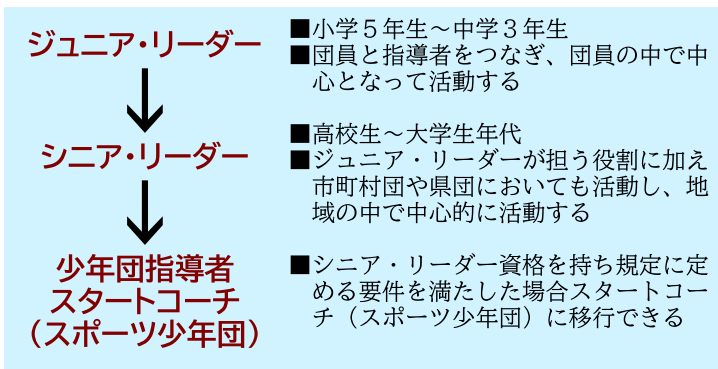 ジュニア・リーダー
■小学５年生～中学３年生
■団員と指導者をつなぎ、団員の中で中
心となって活動する
シニア・リーダー
■高校生～大学生年代
■ジュニア・リーダーが担う役割に加え
市町村団や県団においても活動し、地
域の中で中心的に活動する
少年団指導者
スタートコーチ
（スポーツ少年団）
■シニア・リーダー資格を持ち規定に定
める要件を満たした場合スタートコー
チ（スポーツ少年団）に移行できる